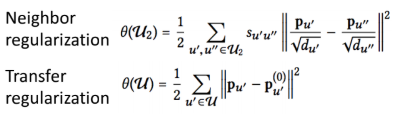 Neighbor
regularization
θ(𝒰₂) = 1/2 ∑_{u',u''∈𝒰₂} s_{u'u''} ‖ p_{u'}/√d_{u'} − p_{u''}/√d_{u''} ‖²
Transfer
regularization
θ(𝒰) = 1/2 ∑_{u'∈𝒰} ‖ p_{u'} − p_{u'}^{(0)} ‖²